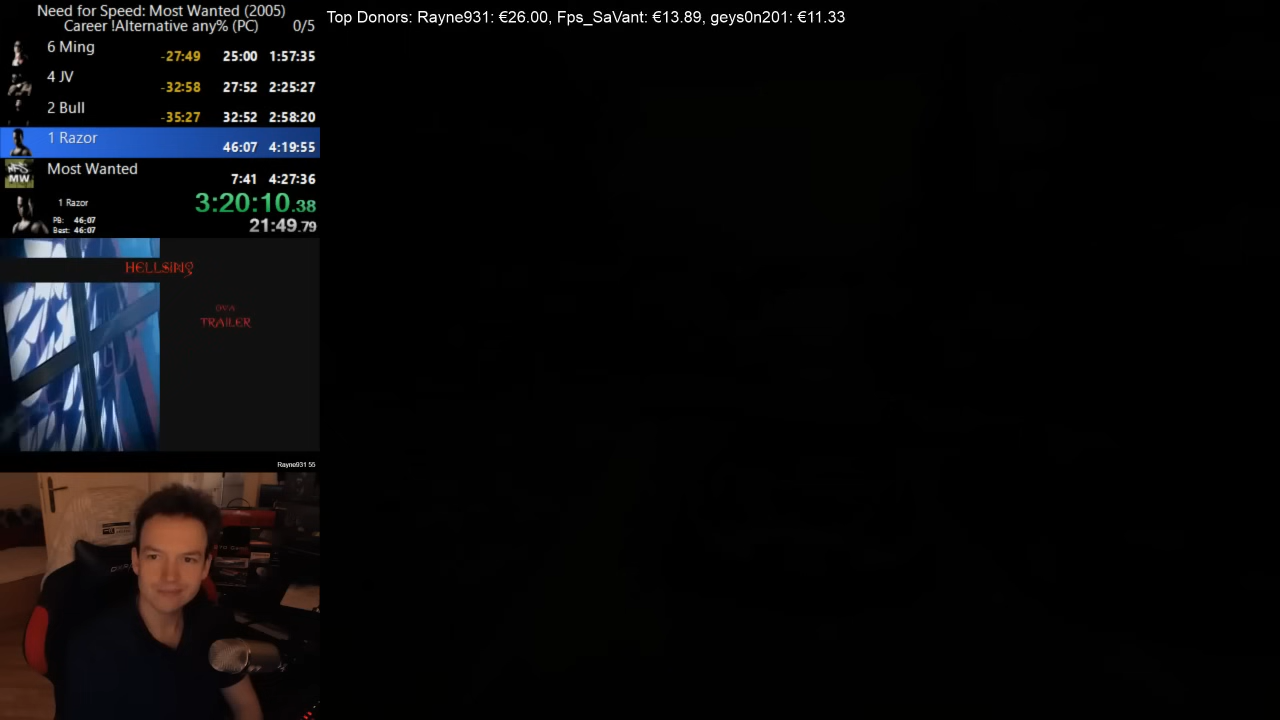 Need for Speed: Most Wanted (2005)
Career !Alternative any% (PC) 0/5
6 Ming -27:49 25:00 1:57:35
4 JV -32:58 27:52 2:25:27
2 Bull -35:27 32:52 2:58:20
1 Razor 46:07 4:19:55
Most Wanted 7:41 4:27:36
3:20:10.38
1 Razor
PB: 46:07
Best: 46:07
21:49.79
Top Donors: Rayne931: €26.00, Fps_SaVant: €13.89, geys0n201: €11.33
HELLSING
OVA
TRAILER
Rayne931 55